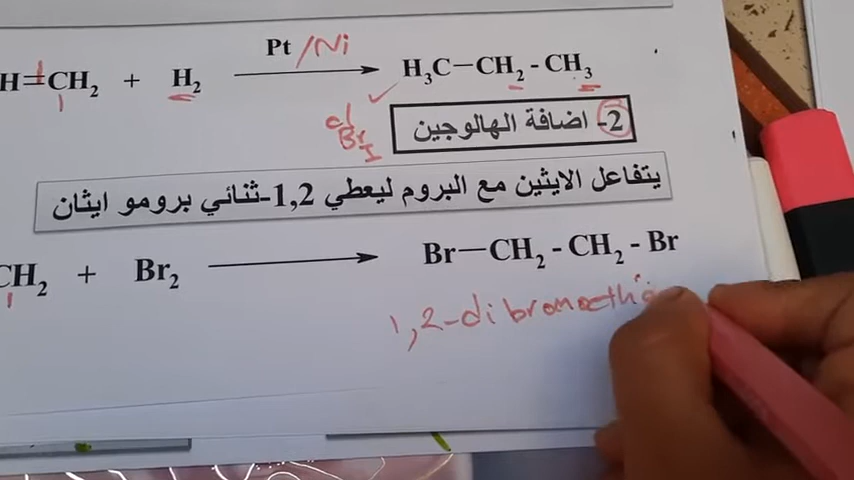 H=CH2 + H2 Pt /Ni H3C—CH2 - CH3
2- اضافة الهالوجين
cl
Br
I
يتفاعل الايثين مع البروم ليعطي 1,2-ثنائي برومو ايثان
CH2 + Br2 Br—CH2 - CH2 - Br
1,2-dibromoeth